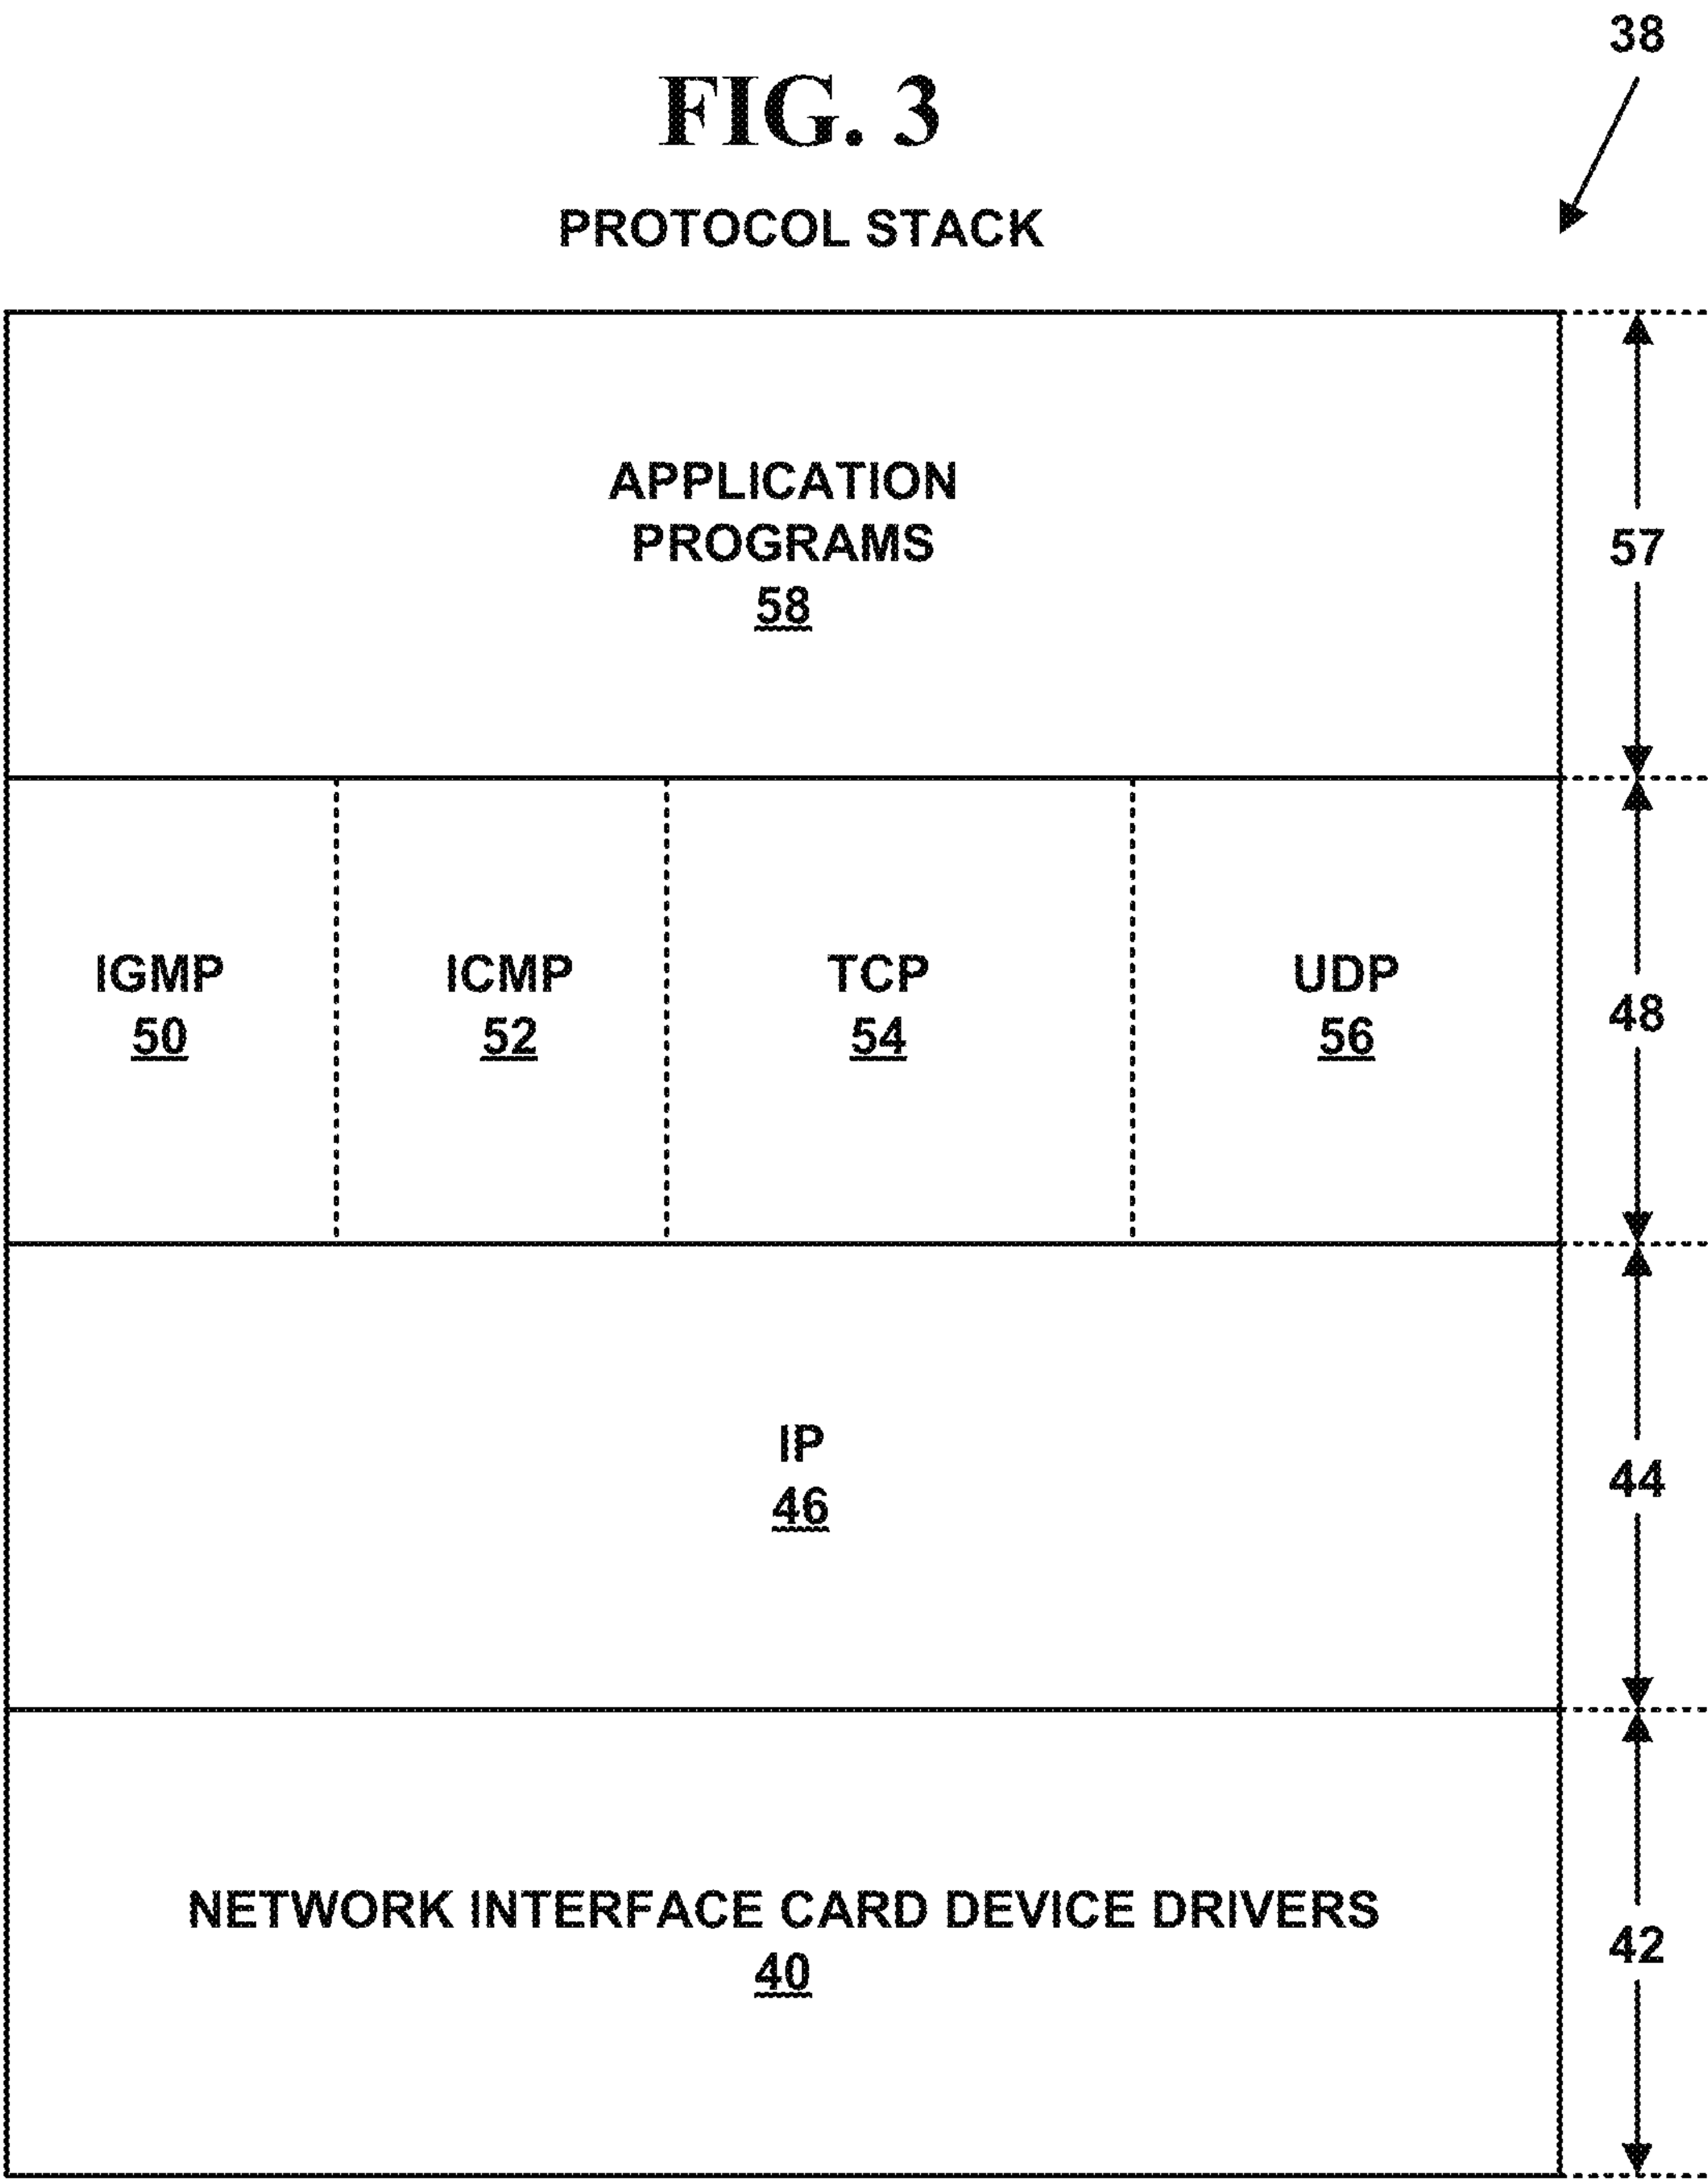 38
FIG. 3
PROTOCOL STACK
APPLICATION
PROGRAMS
58
57
IGMP
50
ICMP
52
TCP
54
UDP
56
48
IP
46
44
NETWORK INTERFACE CARD DEVICE DRIVERS
40
42